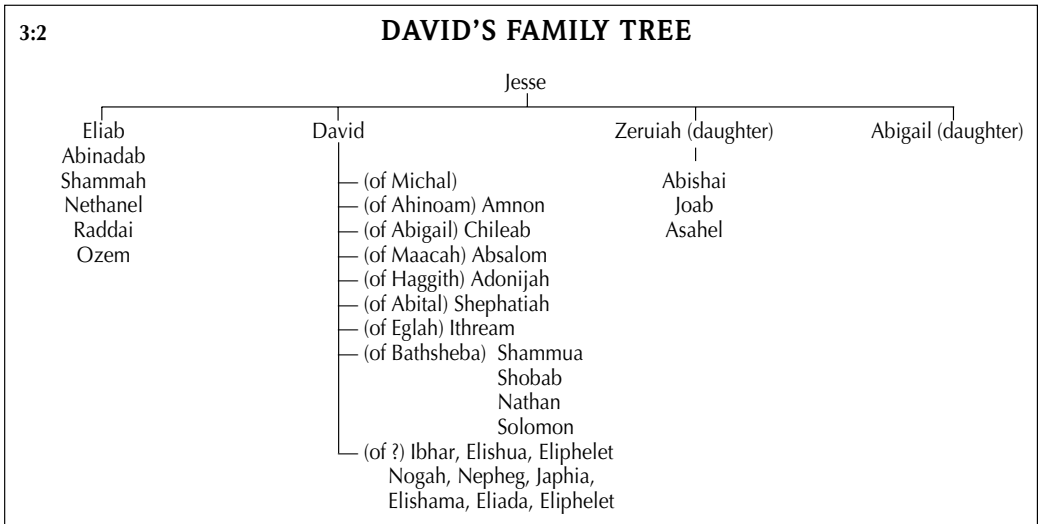 3:2 DAVID'S FAMILY TREE
Jesse
Eliab David Zeruiah (daughter) Abigail (daughter)
Abinadab
Shammah (of Michal) Abishai
Nethanel (of Ahinoam) Amnon Joab
Raddai (of Abigail) Chileab Asahel
Ozem (of Maacah) Absalom
(of Haggith) Adonijah
(of Abital) Shephatiah
(of Eglah) Ithream
(of Bathsheba) Shammua
Shobab
Nathan
Solomon
(of ?) Ibhar, Elishua, Eliphelet
Nogah, Nepheg, Japhia,
Elishama, Eliada, Eliphelet